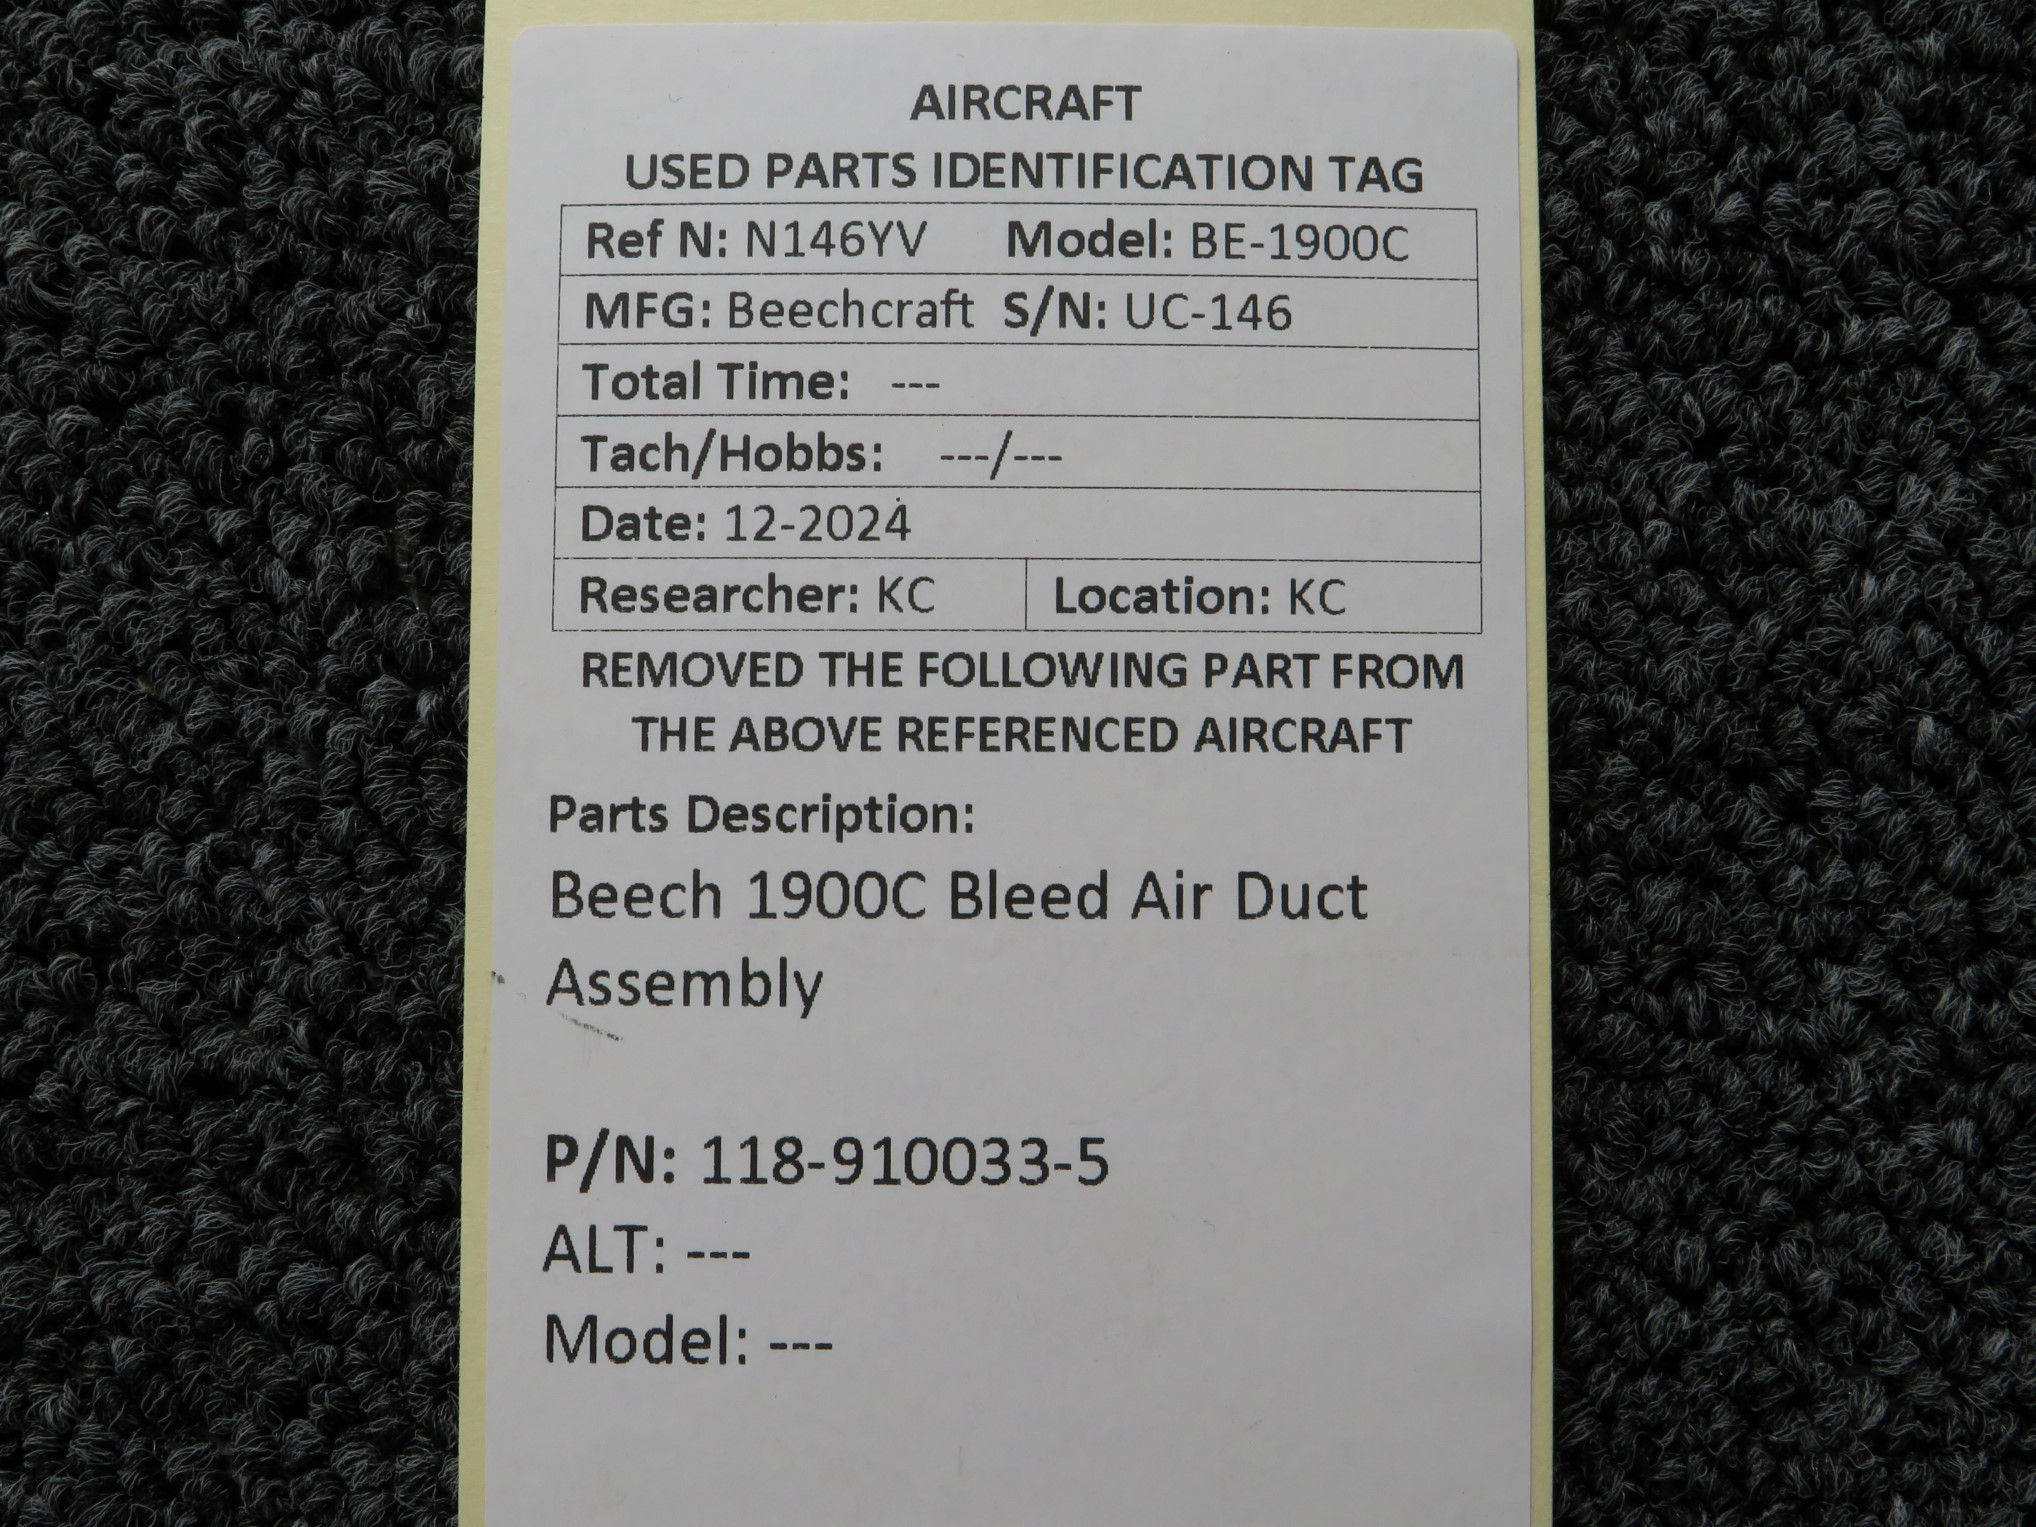 AIRCRAFT
USED PARTS IDENTIFICATION TAG
Ref N: N146YV Model: BE-1900C
MFG: Beechcraft S/N: UC-146
Total Time: ---
Tach/Hobbs: ---/---
Date: 12-2024
Researcher: KC Location: KC
REMOVED THE FOLLOWING PART FROM
THE ABOVE REFERENCED AIRCRAFT
Parts Description:
Beech 1900C Bleed Air Duct
Assembly
P/N: 118-910033-5
ALT: ---
Model: ---